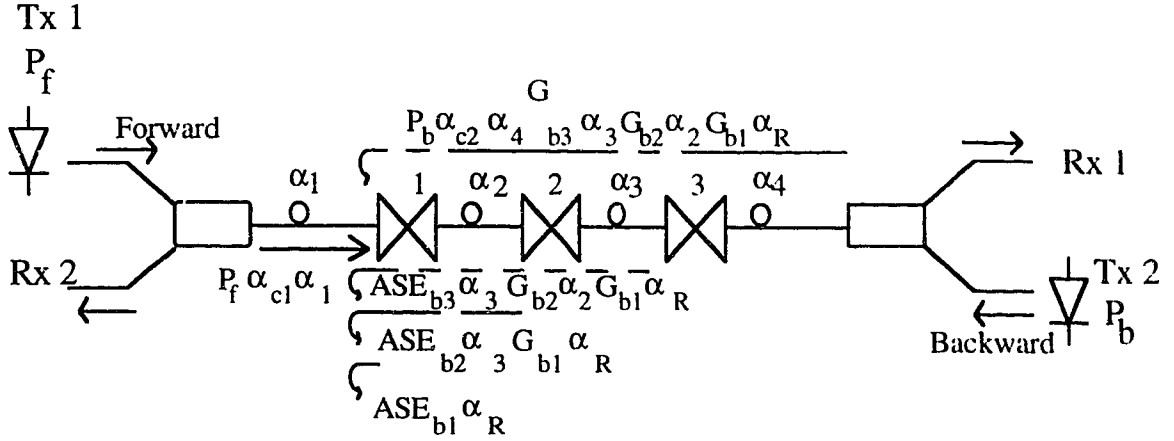 Tx 1
P_f
Forward
G
P_b α_c2 α_4 _b3 α_3 G_b2 α_2 G_b1 α_R
α_1
1
α_2
2
α_3
3
α_4
Rx 1
Rx 2
P_f α_c1 α_1
ASE_b3 α_3 G_b2 α_2 G_b1 α_R
Tx 2
P_b
Backward
ASE_b2 α_3 G_b1 α_R
ASE_b1 α_R